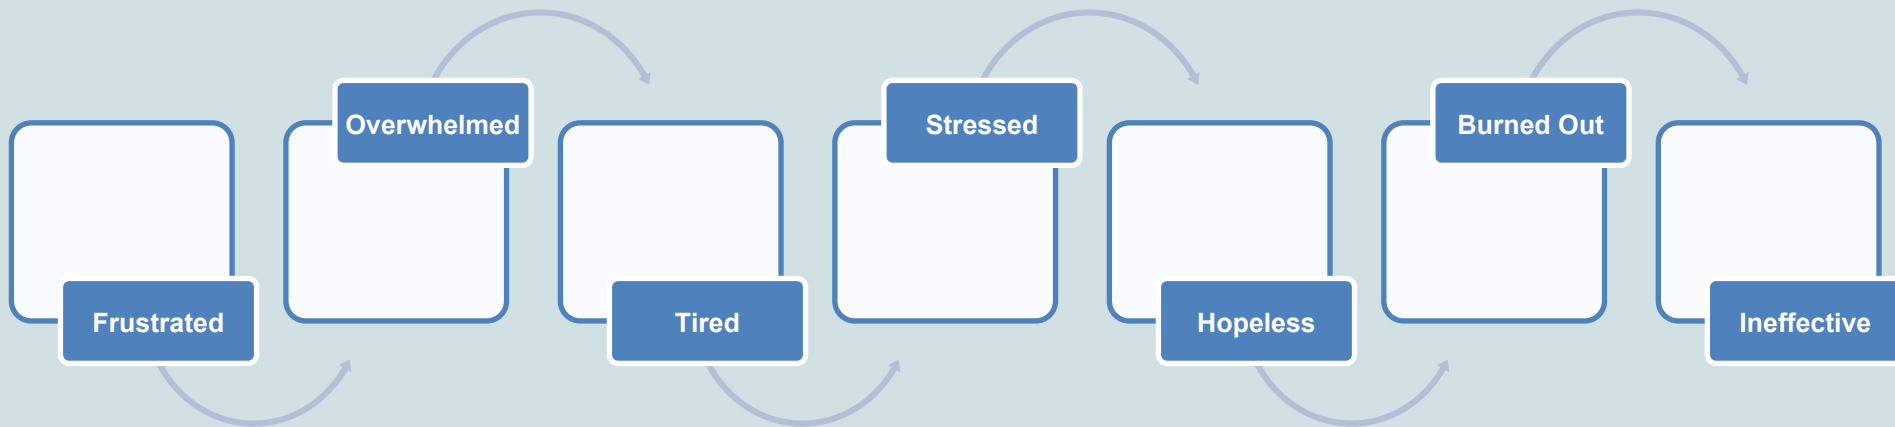 Frustrated
Overwhelmed
Tired
Stressed
Hopeless
Burned Out
Ineffective